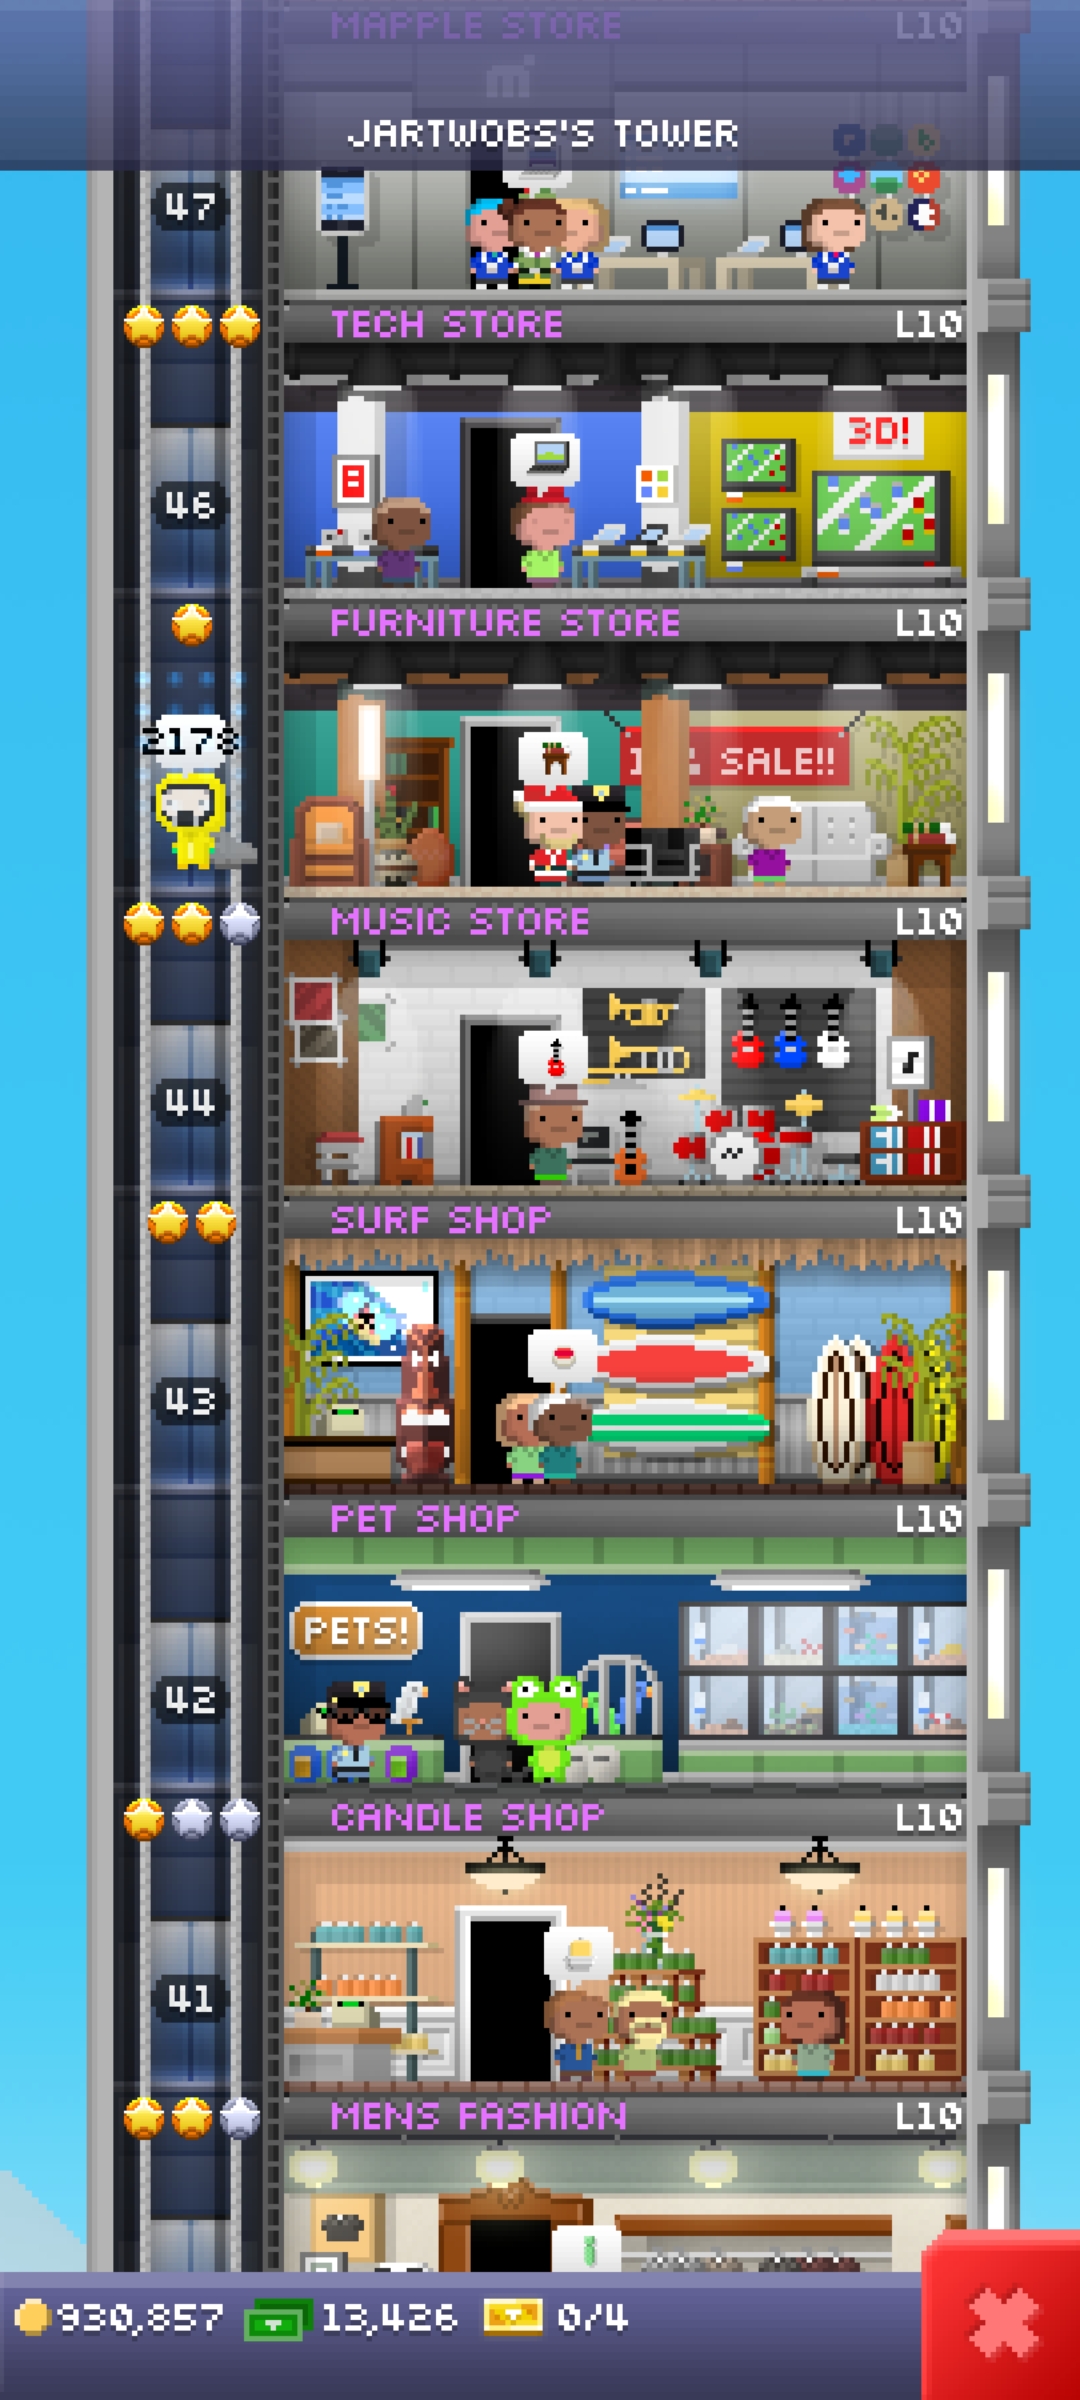 MAPPLE STORE L10
JARTWOBS'S TOWER
47
TECH STORE L10
3D!
8
46
FURNITURE STORE L10
2178
SALE!!
MUSIC STORE L10
44
SURF SHOP L10
43
PET SHOP L10
PETS!
42
CANDLE SHOP L10
41
MENS FASHION L10
930,857 13,426 0/4